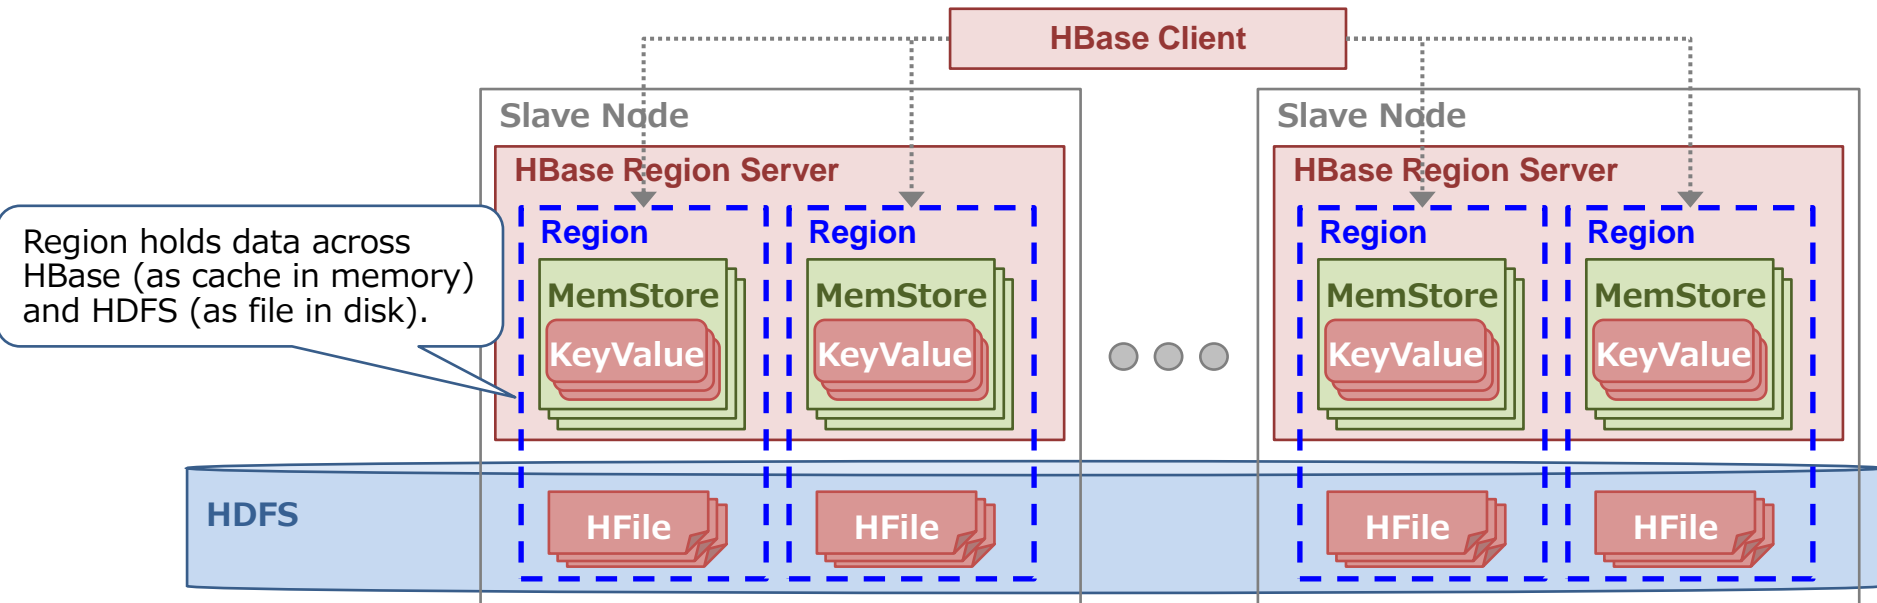 HBase Client
Slave Node
Slave Node
HBase Region Server
HBase Region Server
Region holds data across
HBase (as cache in memory)
and HDFS (as file in disk).
Region
Region
Region
Region
MemStore
MemStore
MemStore
MemStore
KeyValue
KeyValue
KeyValue
KeyValue
HDFS
HFile
HFile
HFile
HFile